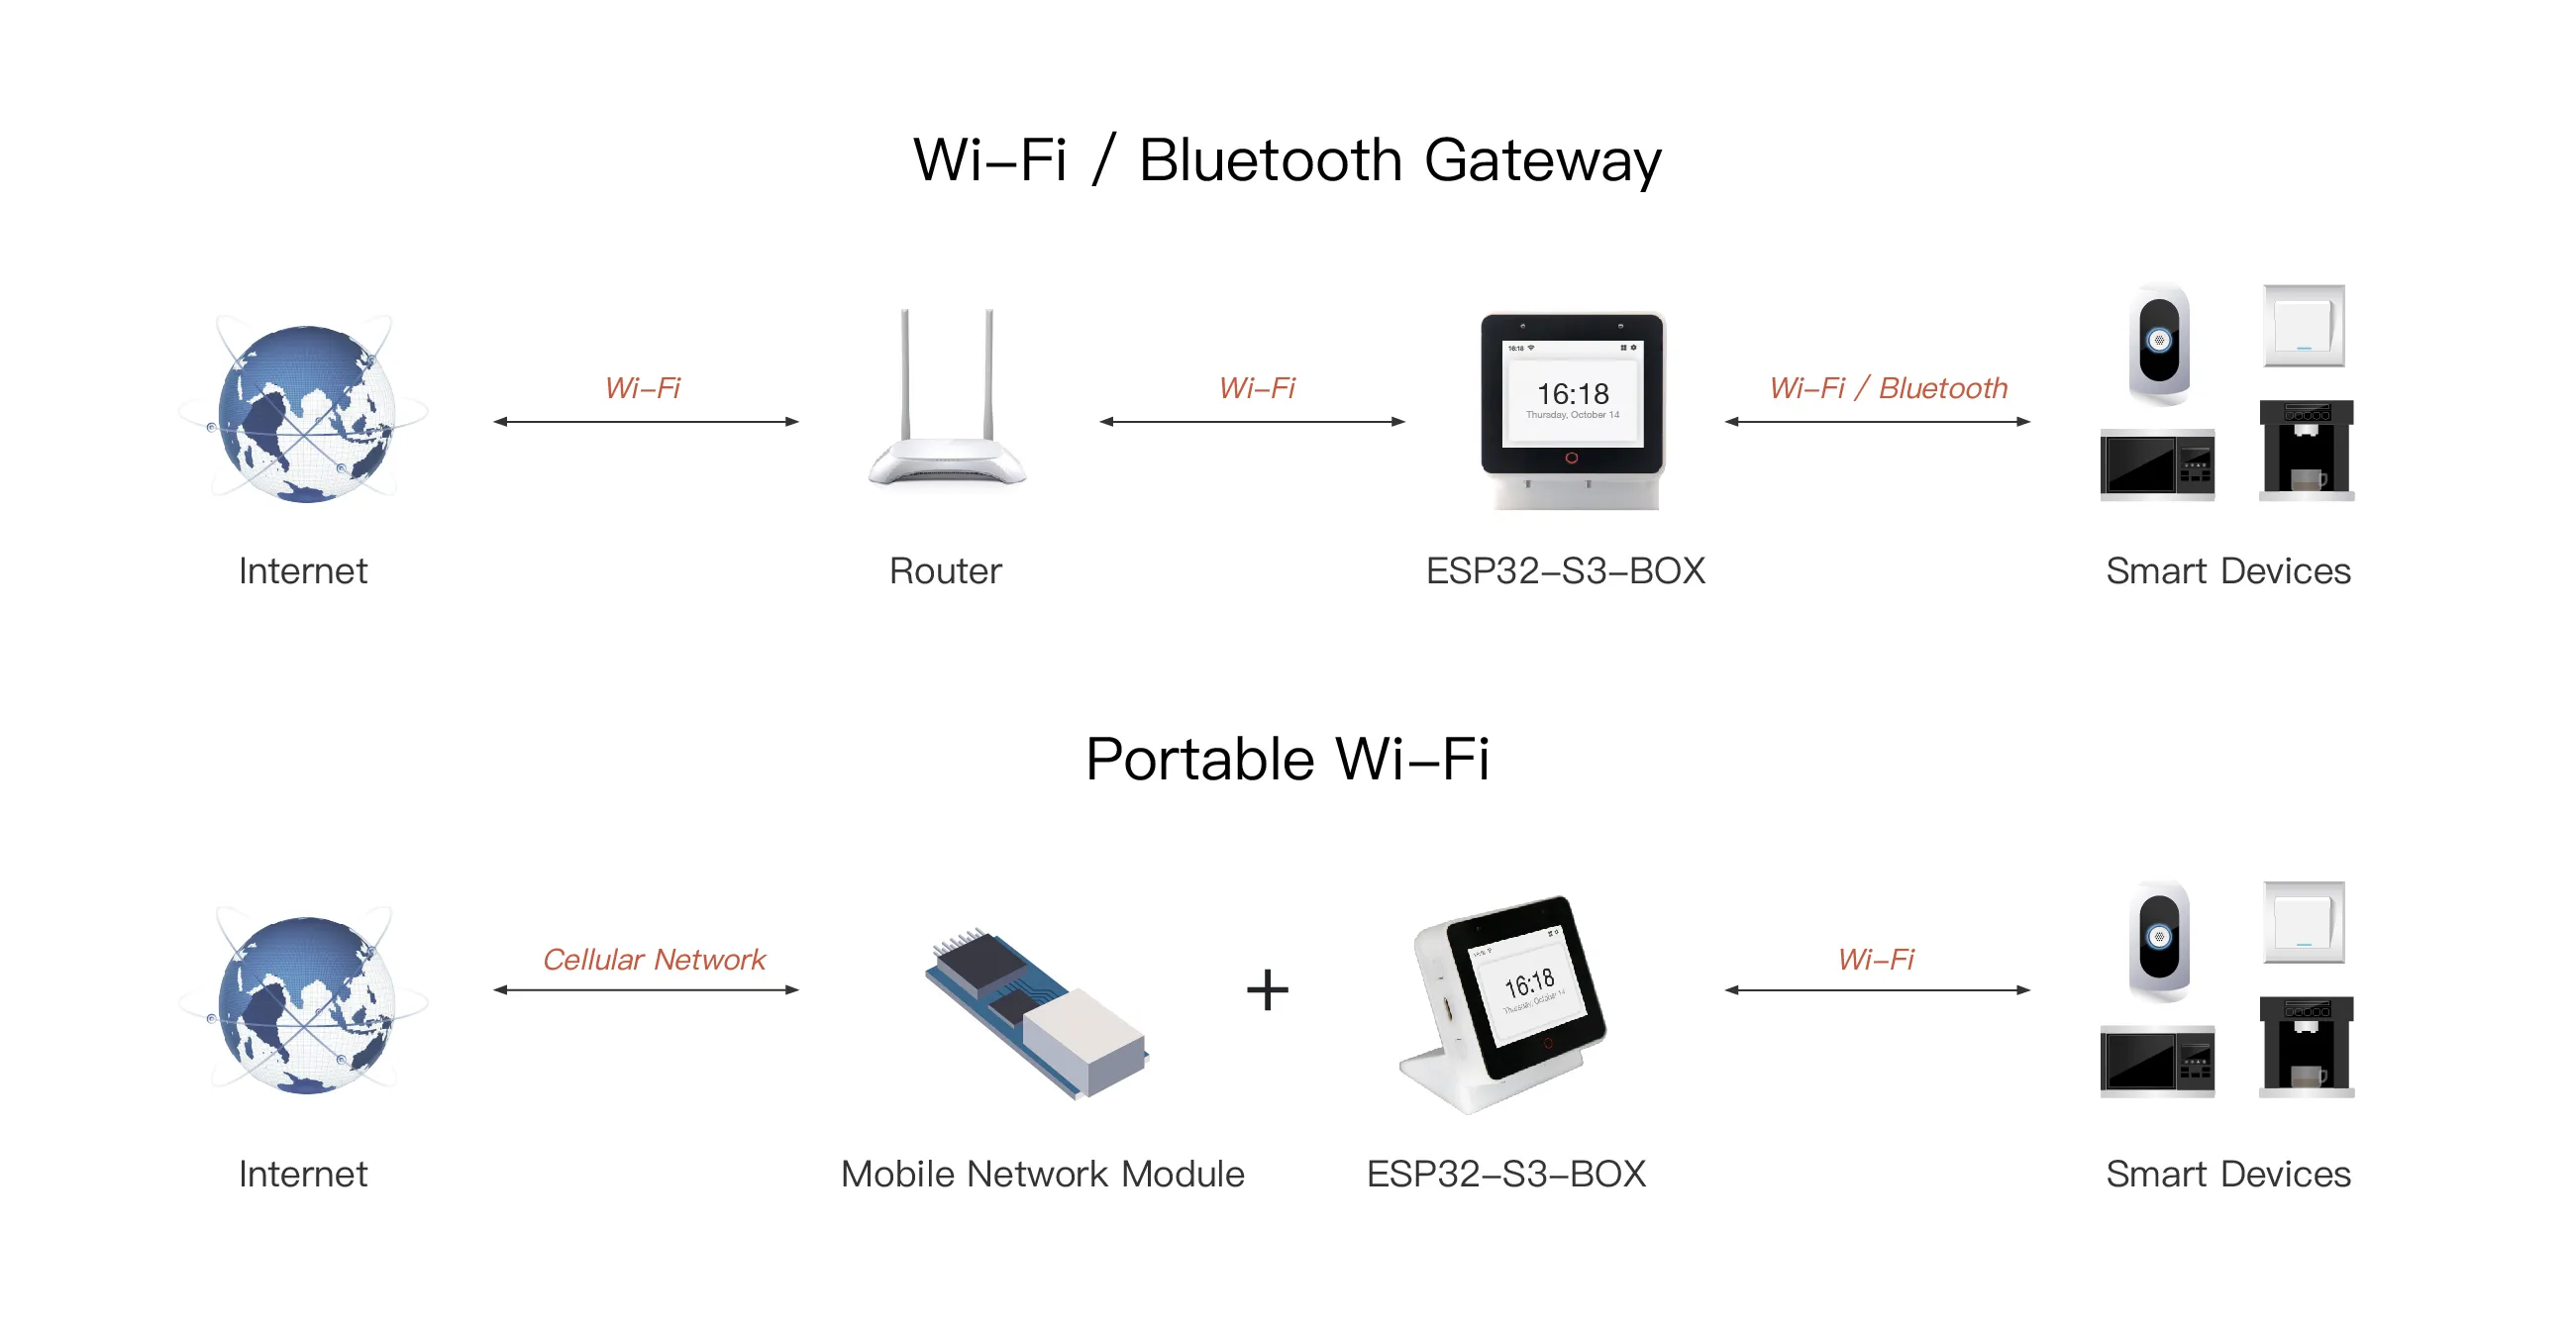 Wi–Fi / Bluetooth Gateway
Wi–Fi
Wi–Fi
Wi–Fi / Bluetooth
16:18
16:18
Thursday, October 14
Internet
Router
ESP32–S3–BOX
Smart Devices
Portable Wi–Fi
Cellular Network
+
Wi–Fi
16:18
Thursday, October 14
Internet
Mobile Network Module
ESP32–S3–BOX
Smart Devices